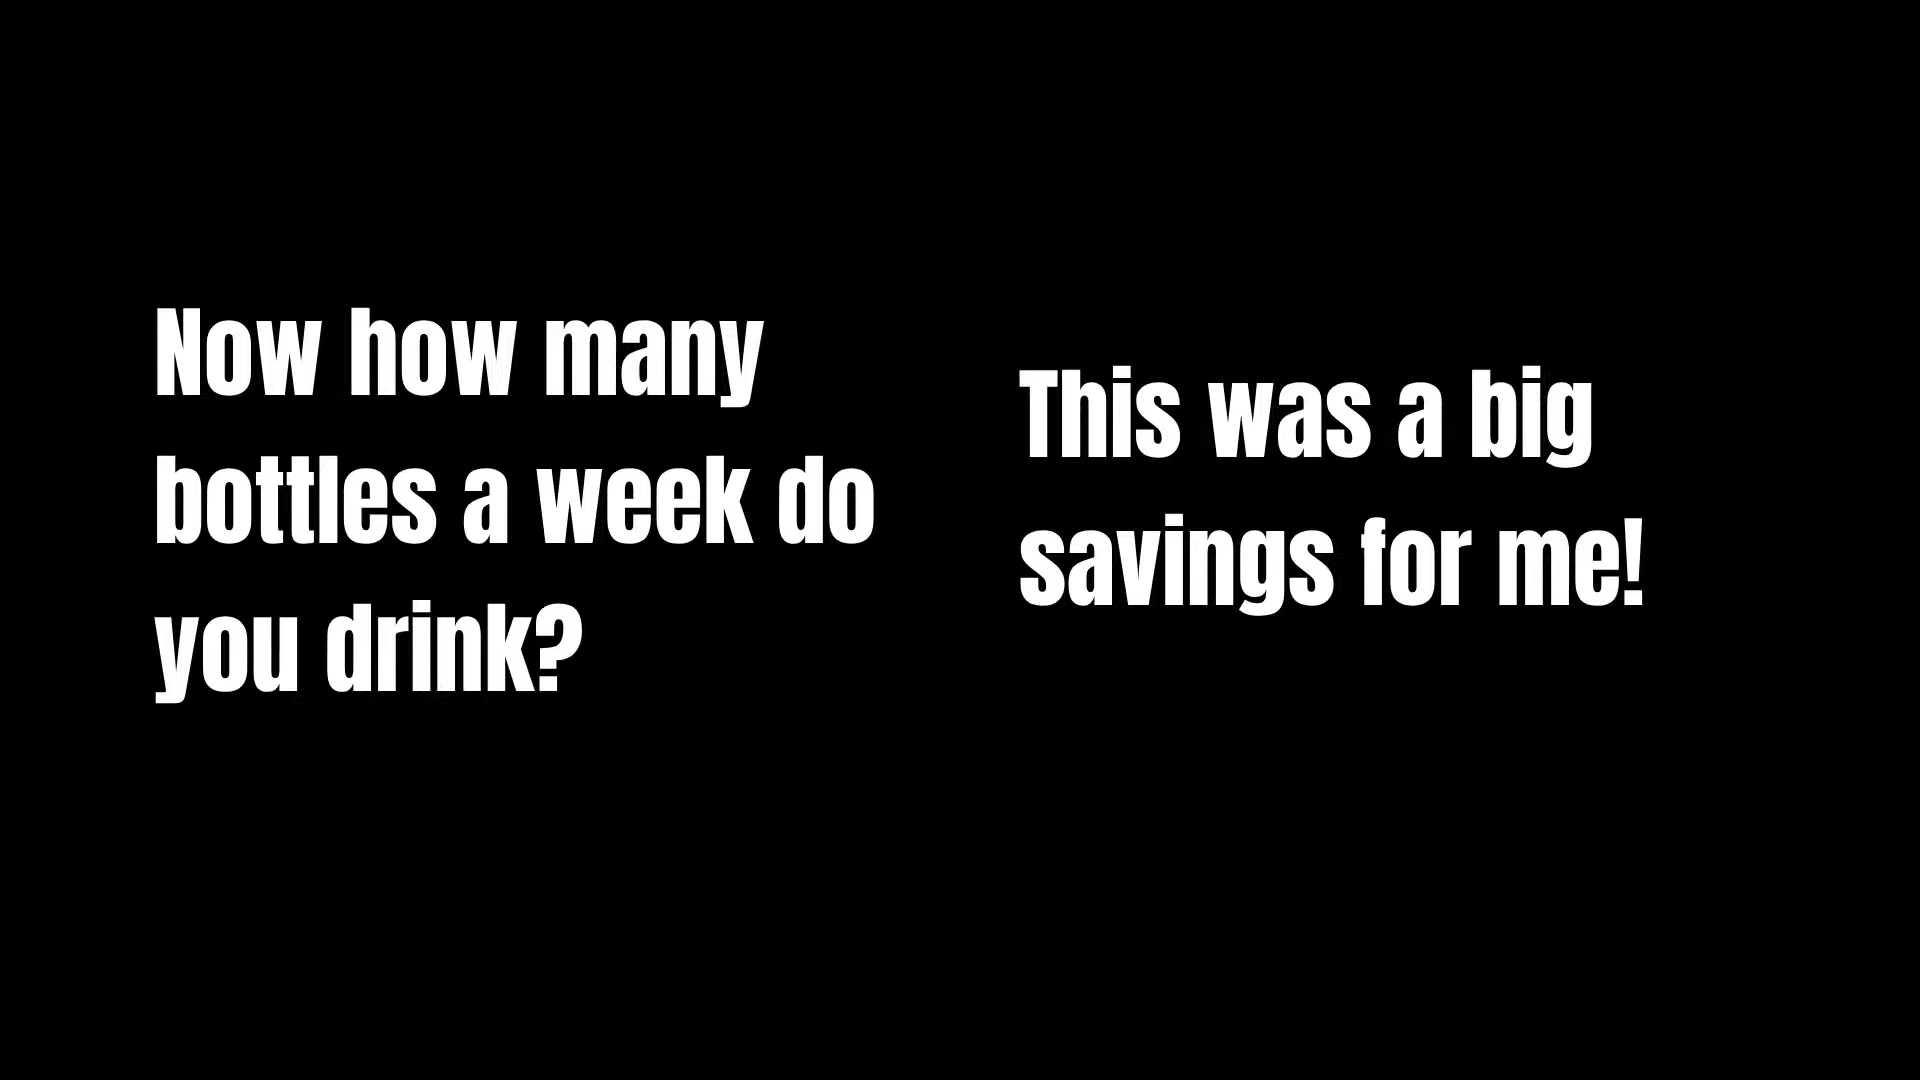 Now how many
bottles a week do
you drink?
This was a big
savings for me!